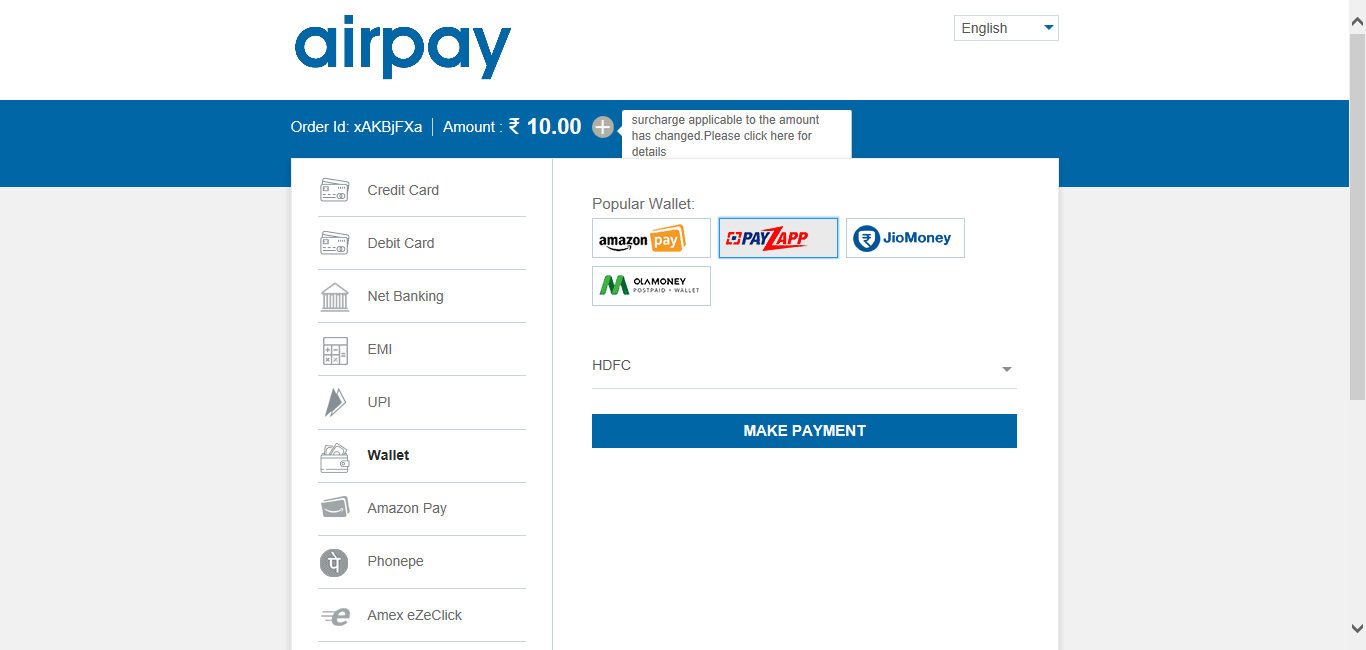 airpay
English
Order Id: xAKBjFXa | Amount : ₹ 10.00
surcharge applicable to the amount
has changed.Please click here for
details
Credit Card
Debit Card
Net Banking
EMI
UPI
Wallet
Amazon Pay
पे
Phonepe
Amex eZeClick
Popular Wallet:
amazon pay
PAYZAPP
JioMoney
OLAMONEY
POSTPAID + WALLET
HDFC
MAKE PAYMENT